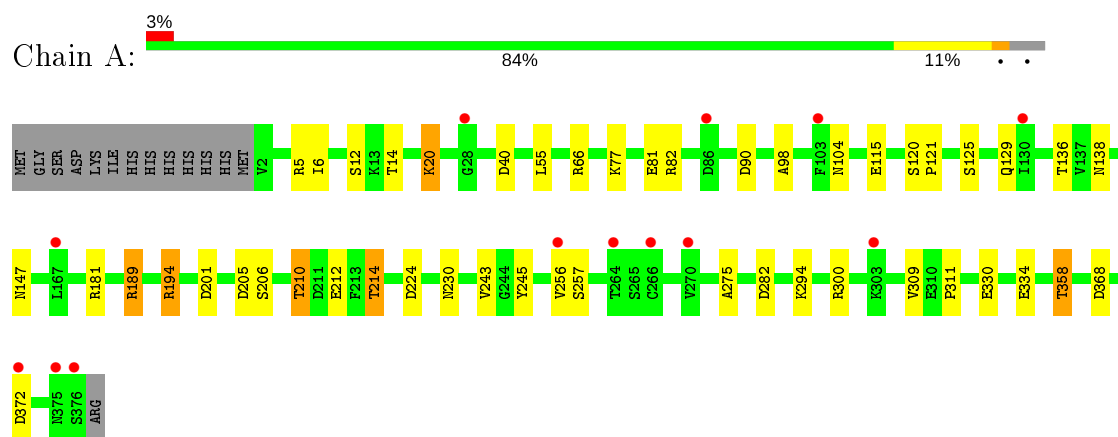 3%
Chain A:
84% 11% • •
MET GLY SER ASP LYS ILE HIS HIS HIS HIS HIS HIS MET V2 R5 I6 S12 K13 T14 K20 G28 D40 L55 R66 K77 E81 R82 D86 D90 A98 F103 N104 E115 S120 P121 S125 Q129 I130 T136 V137 N138
N147 L167 R181 R189 R194 D201 D205 S206 T210 D211 E212 F213 T214 D224 N230 V243 G244 Y245 V256 S257 T264 S265 C266 V270 A275 D282 K294 R300 K303 V309 E310 P311 E330 E334 T358 D368
D372 N375 S376 ARG